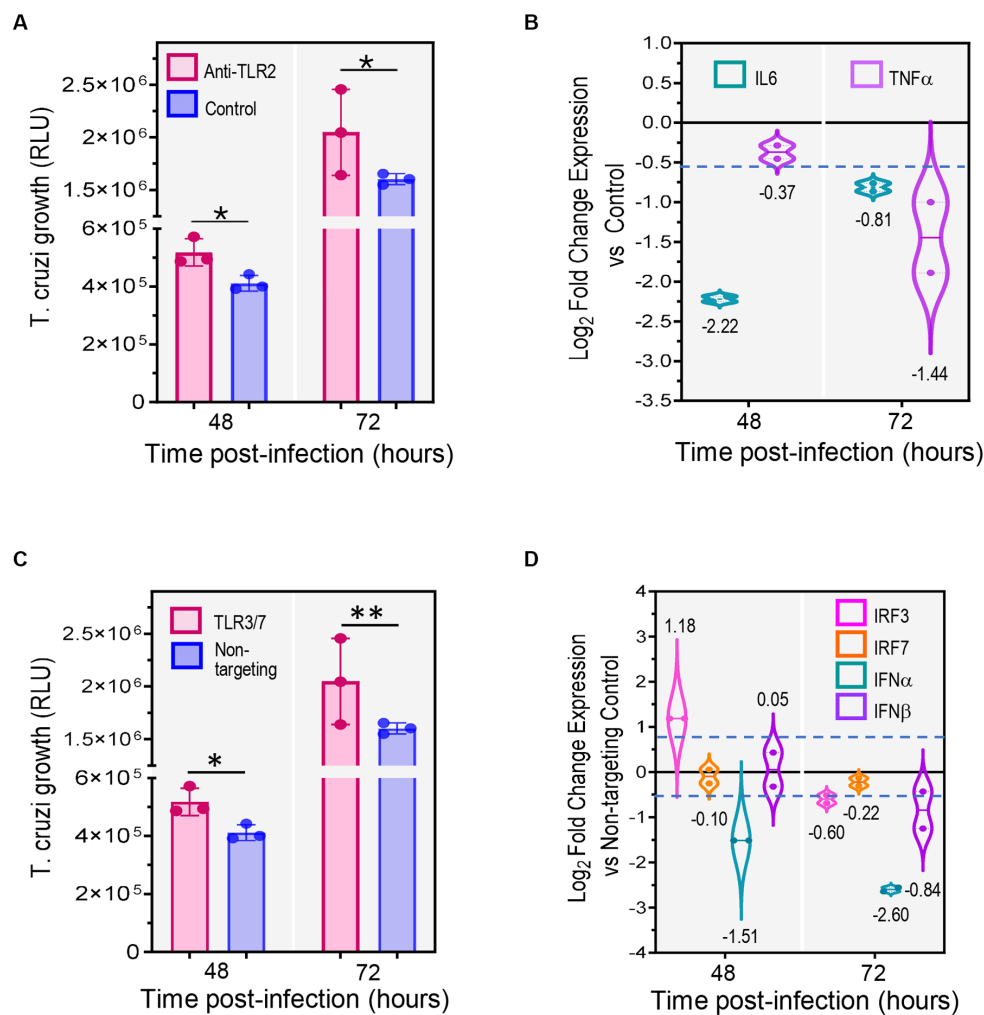 A
Anti-TLR2
Control
*
*
2.5×10⁶
2×10⁶
1.5×10⁶
6×10⁵
4×10⁵
2×10⁵
0
T. cruzi growth (RLU)
48
72
Time post-infection (hours)
B
IL6
TNFα
1.0
0.5
0.0
-0.5
-1.0
-1.5
-2.0
-2.5
-3.0
-3.5
Log₂ Fold Change Expression
vs Control
-2.22
-0.37
-0.81
-1.44
48
72
Time post-infection (hours)
C
TLR3/7
Non-
targeting
*
**
2.5×10⁶
2×10⁶
1.5×10⁶
6×10⁵
4×10⁵
2×10⁵
0
T. cruzi growth (RLU)
48
72
Time post-infection (hours)
D
IRF3
IRF7
IFNα
IFNβ
4
3
2
1
0
-1
-2
-3
-4
Log₂ Fold Change Expression
vs Non-targeting Control
1.18
-0.10
-1.51
0.05
-0.60
-0.22
-2.60
-0.84
48
72
Time post-infection (hours)